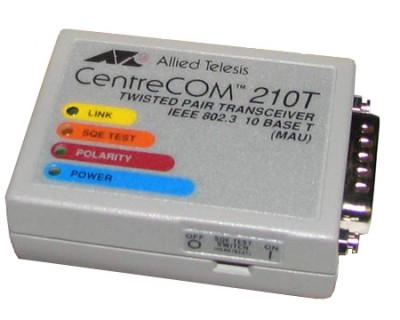 Allied Telesis
CentreCOM™ 210T
TWISTED PAIR TRANSCEIVER
IEEE 802.3 10 BASE T
(MAU)
LINK
SQE TEST
POLARITY
POWER
OFF SQE TEST ON
O SWITCH I